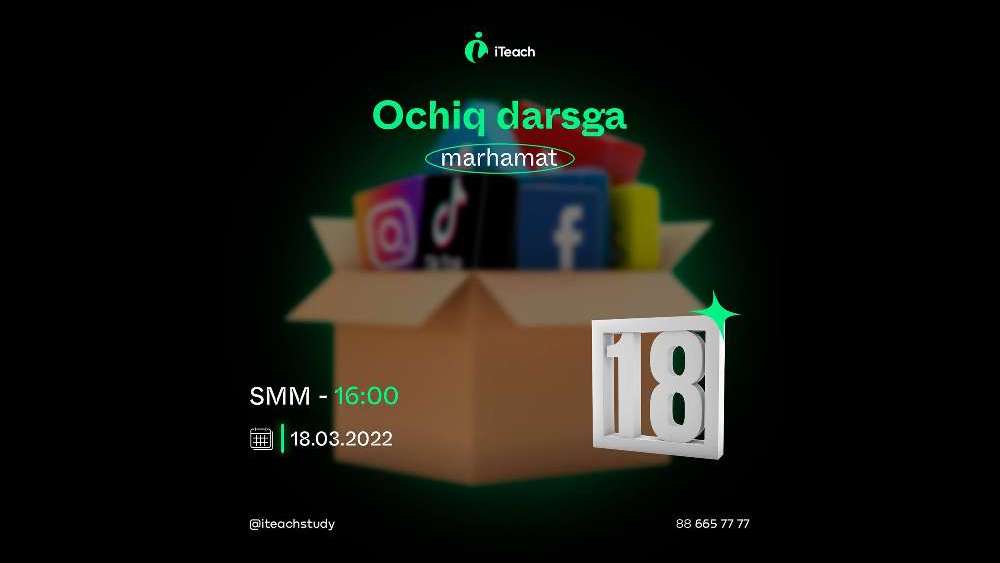 iTeach
Ochiq darsga
marhamat
18
SMM - 16:00
18.03.2022
@iteachstudy
88 665 77 77